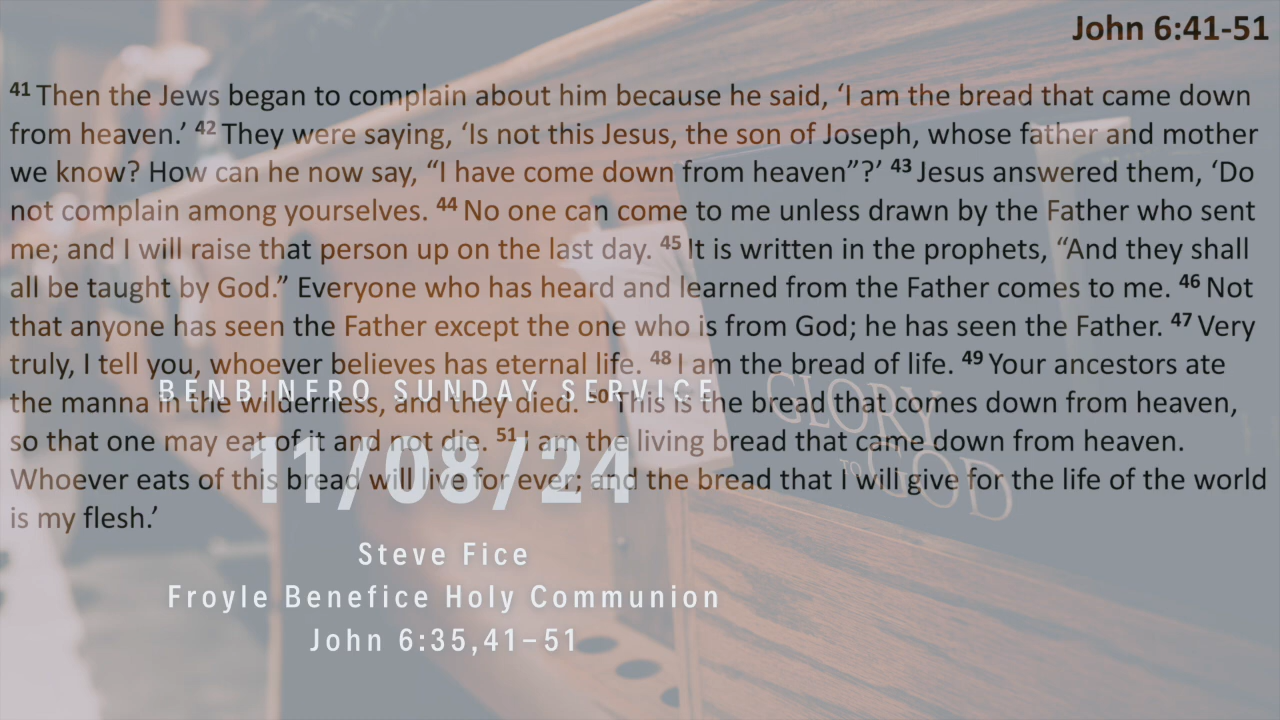 John 6:41-51
41 Then the Jews began to complain about him because he said, ‘I am the bread that came down
from heaven.’ 42 They were saying, ‘Is not this Jesus, the son of Joseph, whose father and mother
we know? How can he now say, “I have come down from heaven”?’ 43 Jesus answered them, ‘Do
not complain among yourselves. 44 No one can come to me unless drawn by the Father who sent
me; and I will raise that person up on the last day. 45 It is written in the prophets, “And they shall
all be taught by God.” Everyone who has heard and learned from the Father comes to me. 46 Not
that anyone has seen the Father except the one who is from God; he has seen the Father. 47 Very
truly, I tell you, whoever believes has eternal life. 48 I am the bread of life. 49 Your ancestors ate
the manna in the wilderness, and they died. 50 This is the bread that comes down from heaven,
so that one may eat of it and not die. 51 I am the living bread that came down from heaven.
Whoever eats of this bread will live for ever; and the bread that I will give for the life of the world
is my flesh.’
BENBINFRO SUNDAY SERVICE
11/08/24
Steve Fice
Froyle Benefice Holy Communion
John 6:35,41–51
GLORY
TO GOD